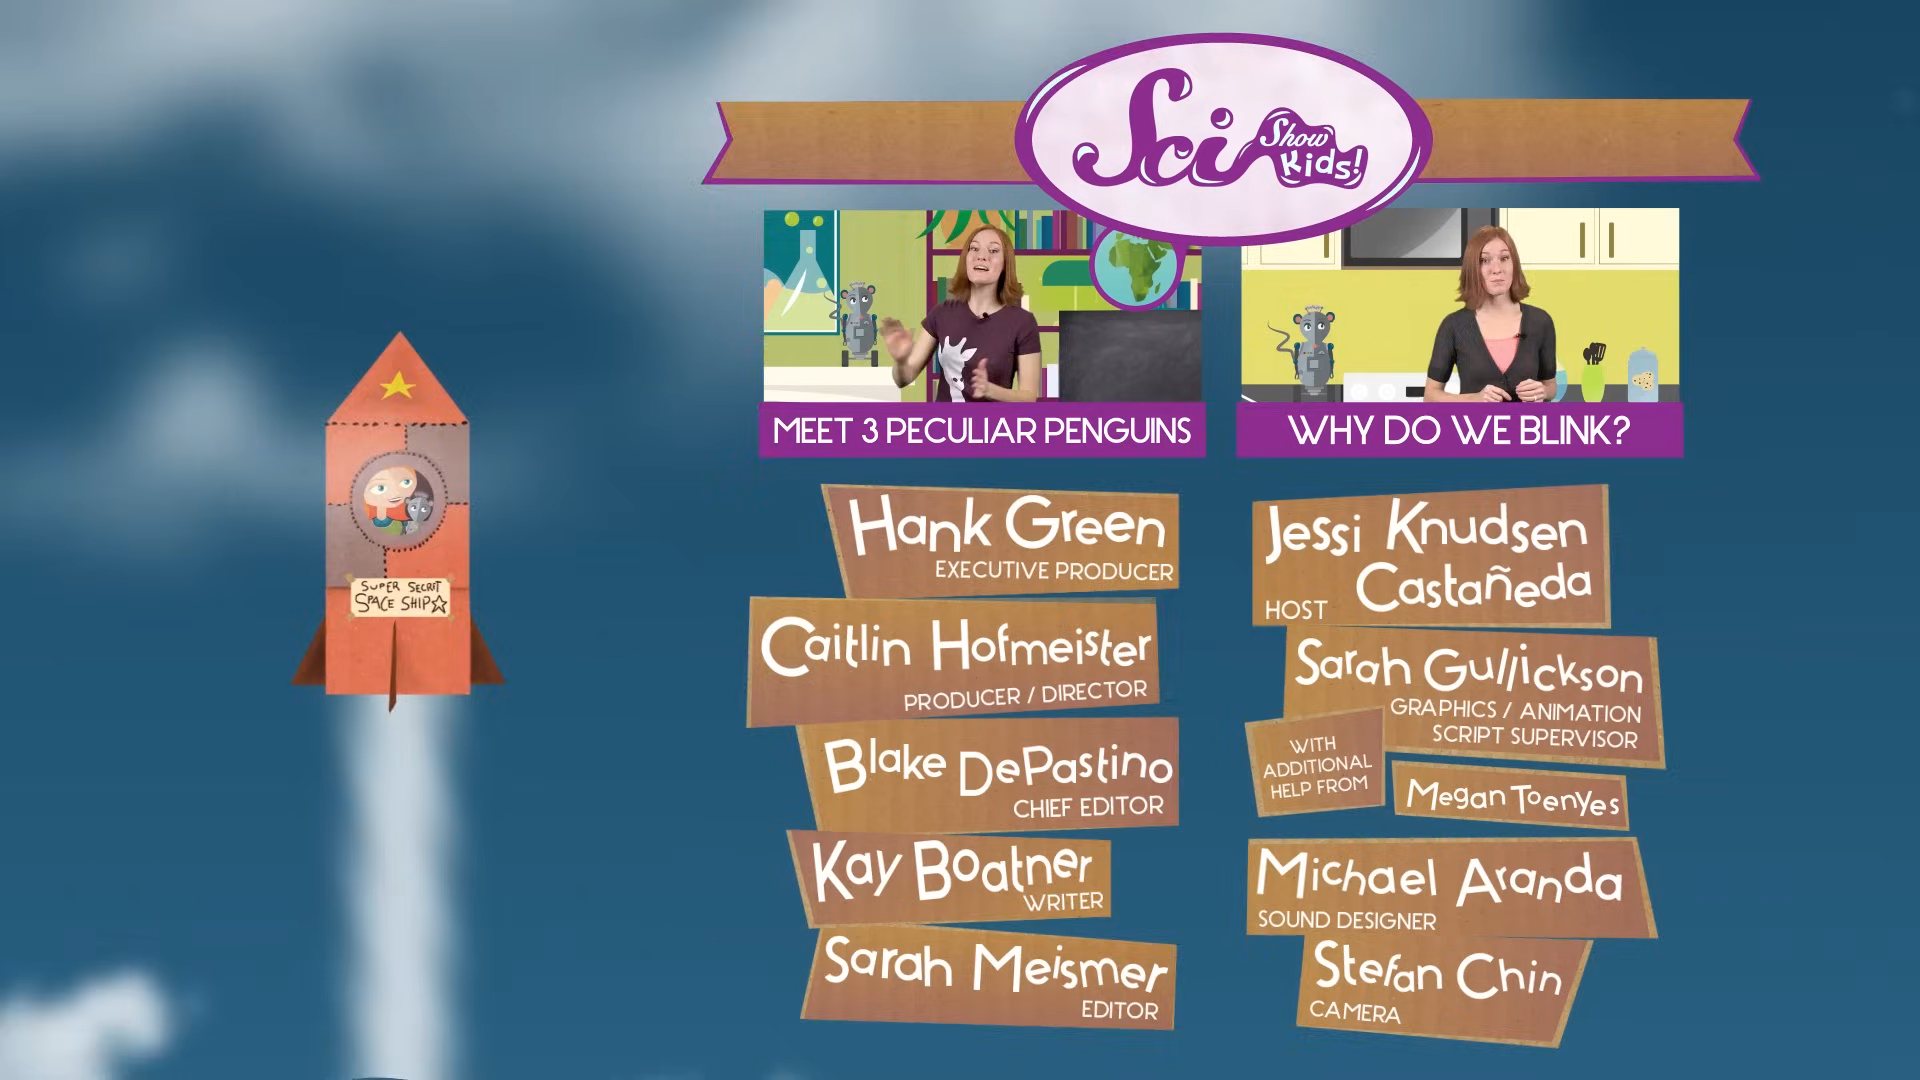 Sci Show Kids!
MEET 3 PECULIAR PENGUINS
WHY DO WE BLINK?
SUPER SECRET
SPACE SHIP
Hank Green
EXECUTIVE PRODUCER
Caitlin Hofmeister
PRODUCER / DIRECTOR
Blake DePastino
CHIEF EDITOR
Kay Boatner
WRITER
Sarah Meismer
EDITOR
Jessi Knudsen
Castañeda
HOST
Sarah Gullickson
GRAPHICS / ANIMATION
SCRIPT SUPERVISOR
WITH
ADDITIONAL
HELP FROM
Megan Toenyes
Michael Aranda
SOUND DESIGNER
Stefan Chin
CAMERA